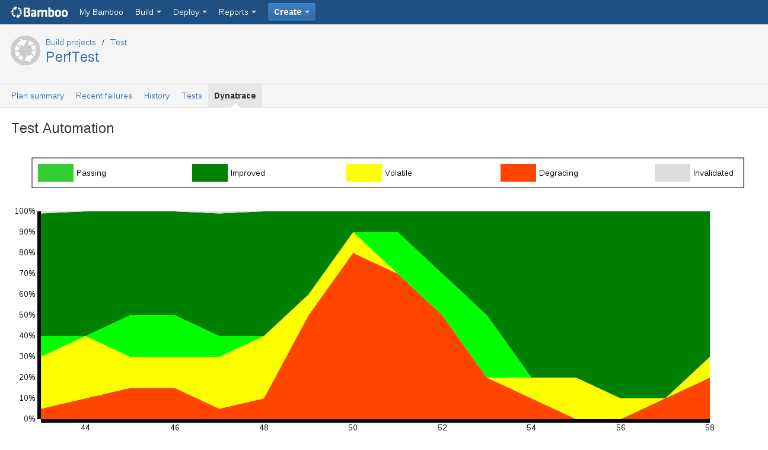 Bamboo My Bamboo Build Deploy Reports Create
Build projects / Test
PerfTest
Plan summary Recent failures History Tests Dynatrace
Test Automation
Passing Improved Volatile Degrading Invalidated
100%
90%
80%
70%
60%
50%
40%
30%
20%
10%
0%
44 46 48 50 52 54 56 58